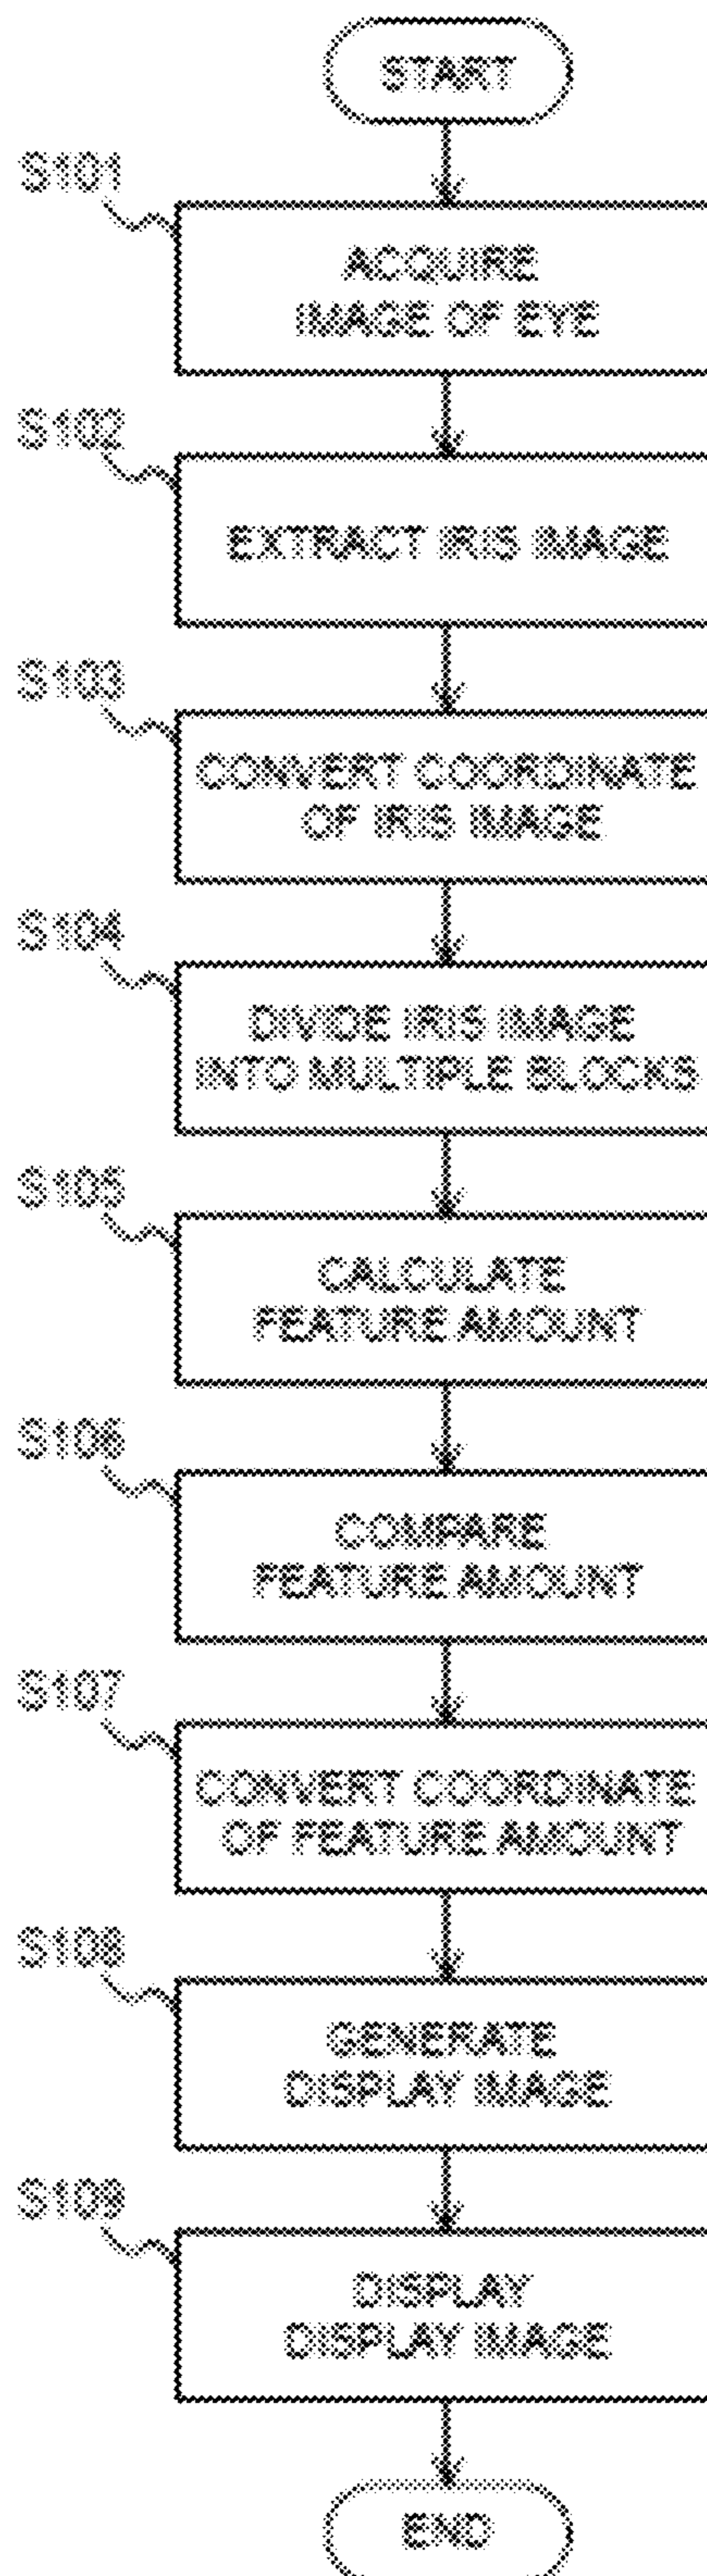 START
S101
ACQUIRE
IMAGE OF EYE
S102
EXTRACT IRIS IMAGE
S103
CONVERT COORDINATE
OF IRIS IMAGE
S104
DIVIDE IRIS IMAGE
INTO MULTIPLE BLOCKS
S105
CALCULATE
FEATURE AMOUNT
S106
COMPARE
FEATURE AMOUNT
S107
CONVERT COORDINATE
OF FEATURE AMOUNT
S108
GENERATE
DISPLAY IMAGE
S109
DISPLAY
DISPLAY IMAGE
END